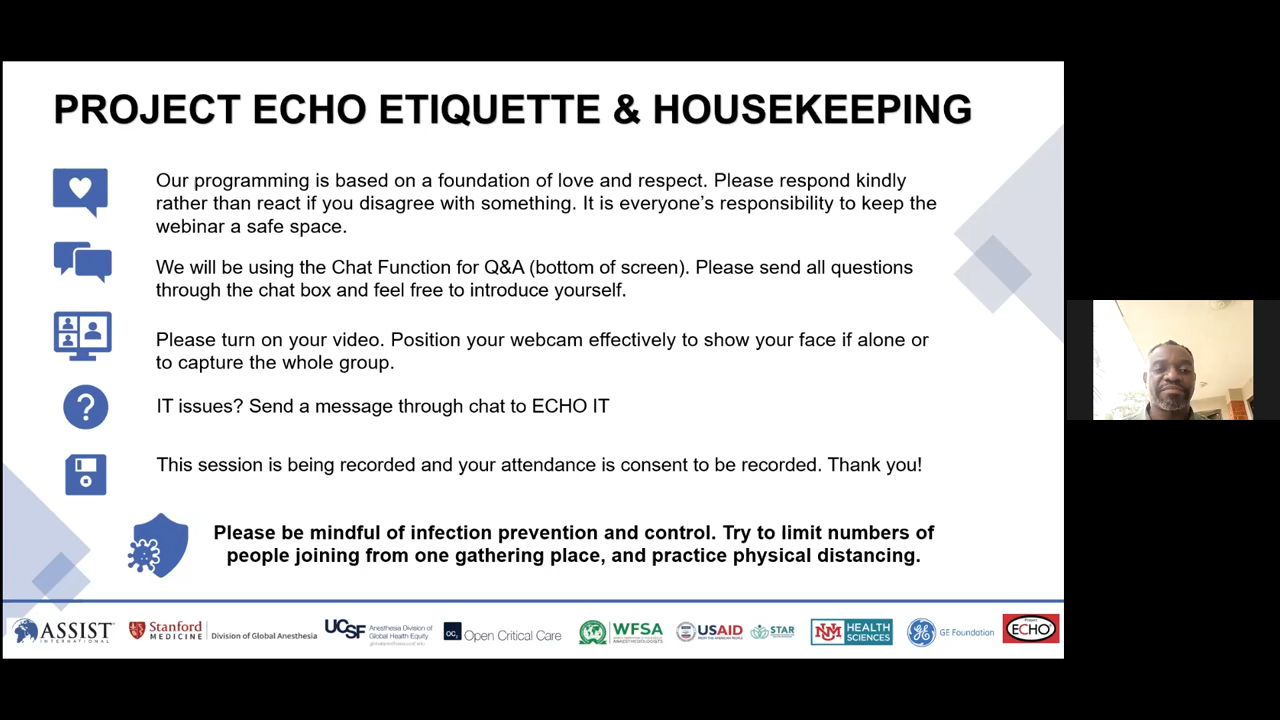 PROJECT ECHO ETIQUETTE & HOUSEKEEPING
Our programming is based on a foundation of love and respect. Please respond kindly
rather than react if you disagree with something. It is everyone's responsibility to keep the
webinar a safe space.
We will be using the Chat Function for Q&A (bottom of screen). Please send all questions
through the chat box and feel free to introduce yourself.
Please turn on your video. Position your webcam effectively to show your face if alone or
to capture the whole group.
?
IT issues? Send a message through chat to ECHO IT
This session is being recorded and your attendance is consent to be recorded. Thank you!
Please be mindful of infection prevention and control. Try to limit numbers of
people joining from one gathering place, and practice physical distancing.
ASSIST
INTERNATIONAL
Stanford
MEDICINE
Division of Global Anesthesia
UCSF
Anesthesia Division of
Global Health Equity
OC,
Open Critical Care
WFSA
USAID
FROM THE AMERICAN PEOPLE
STAR
NM
HEALTH
SCIENCES
GE Foundation
Project
ECHO